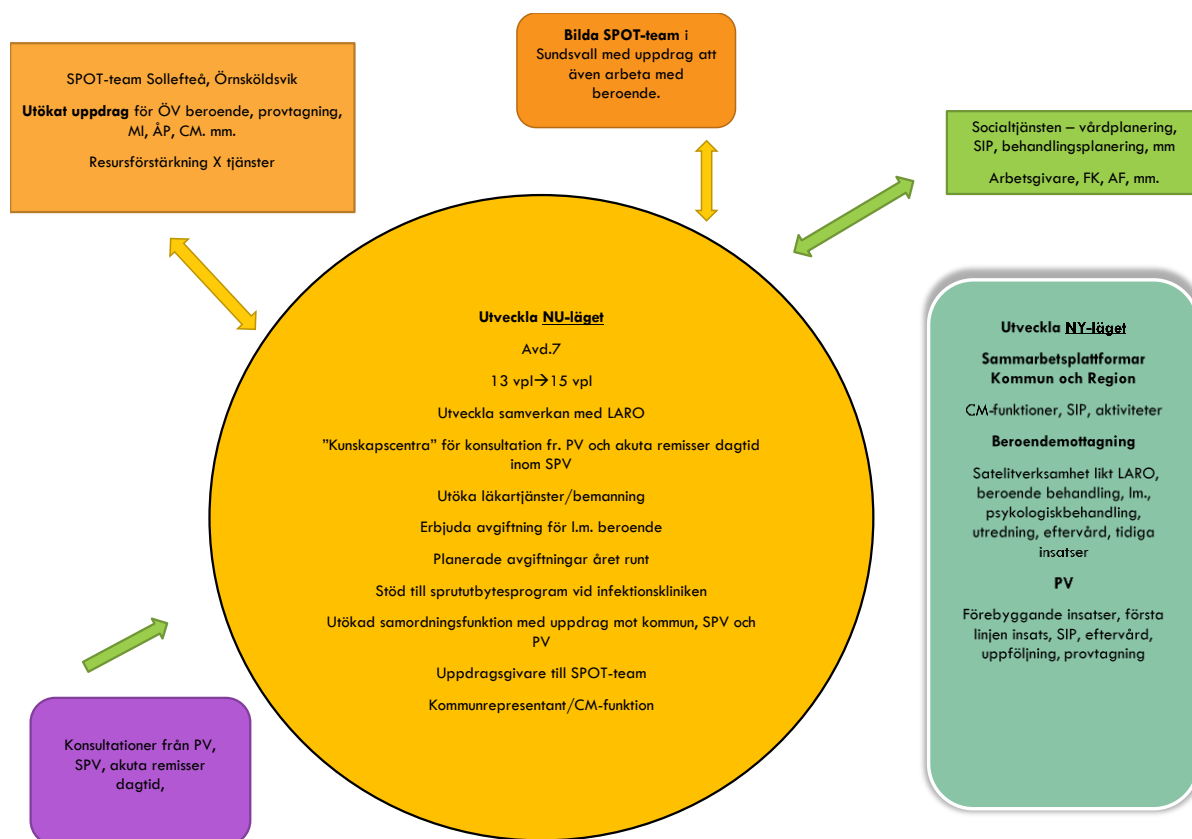 SPOT-team Sollefteå, Örnsköldsvik
Utökat uppdrag för ÖV beroende, provtagning,
MI, ÅP, CM. mm.
Resursförstärkning X tjänster
Bilda SPOT-team i
Sundsvall med uppdrag att
även arbeta med
beroende.
Socialtjänsten – vårdplanering,
SIP, behandlingsplanering, mm
Arbetsgivare, FK, AF, mm.
Utveckla NU-läget
Avd.7
13 vpl→15 vpl
Utveckla samverkan med LARO
”Kunskapscentra” för konsultation fr. PV och akuta remisser dagtid
inom SPV
Utöka läkartjänster/bemanning
Erbjuda avgiftning för l.m. beroende
Planerade avgiftningar året runt
Stöd till sprututbytesprogram vid infektionskliniken
Utökad samordningsfunktion med uppdrag mot kommun, SPV och
PV
Uppdragsgivare till SPOT-team
Kommunrepresentant/CM-funktion
Utveckla NY-läget
Sammarbetsplattformar
Kommun och Region
CM-funktioner, SIP, aktiviteter
Beroendemottagning
Satelitverksamhet likt LARO,
beroende behandling, lm.,
psykologiskbehandling,
utredning, eftervård, tidiga
insatser
PV
Förebyggande insatser, första
linjen insats, SIP, eftervård,
uppföljning, provtagning
Konsultationer från PV,
SPV, akuta remisser
dagtid,